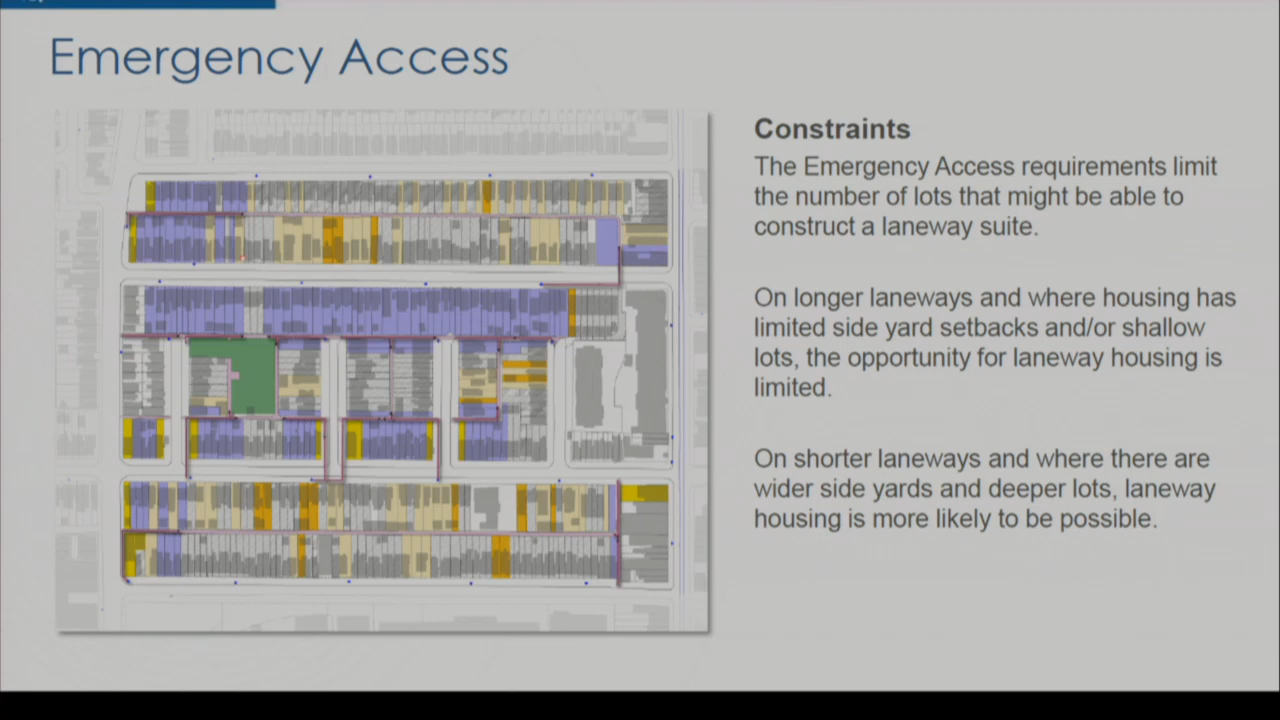 Emergency Access
Constraints
The Emergency Access requirements limit
the number of lots that might be able to
construct a laneway suite.
On longer laneways and where housing has
limited side yard setbacks and/or shallow
lots, the opportunity for laneway housing is
limited.
On shorter laneways and where there are
wider side yards and deeper lots, laneway
housing is more likely to be possible.